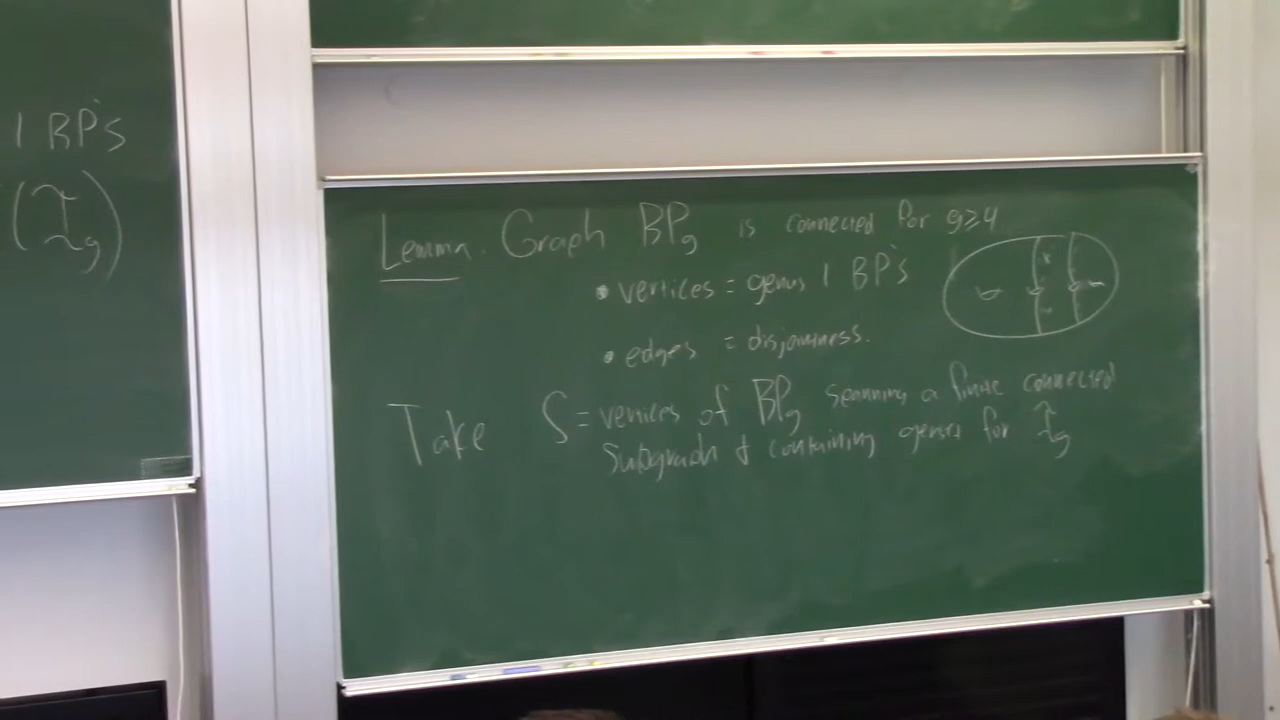 1 BP's
(I_g)
Lemma. Graph BP_g is connected for g≥4
• vertices = genus 1 BP's
• edges = disjointness.
Take S = vertices of BP_g spanning a finite connected
subgraph & containing gens for I_g